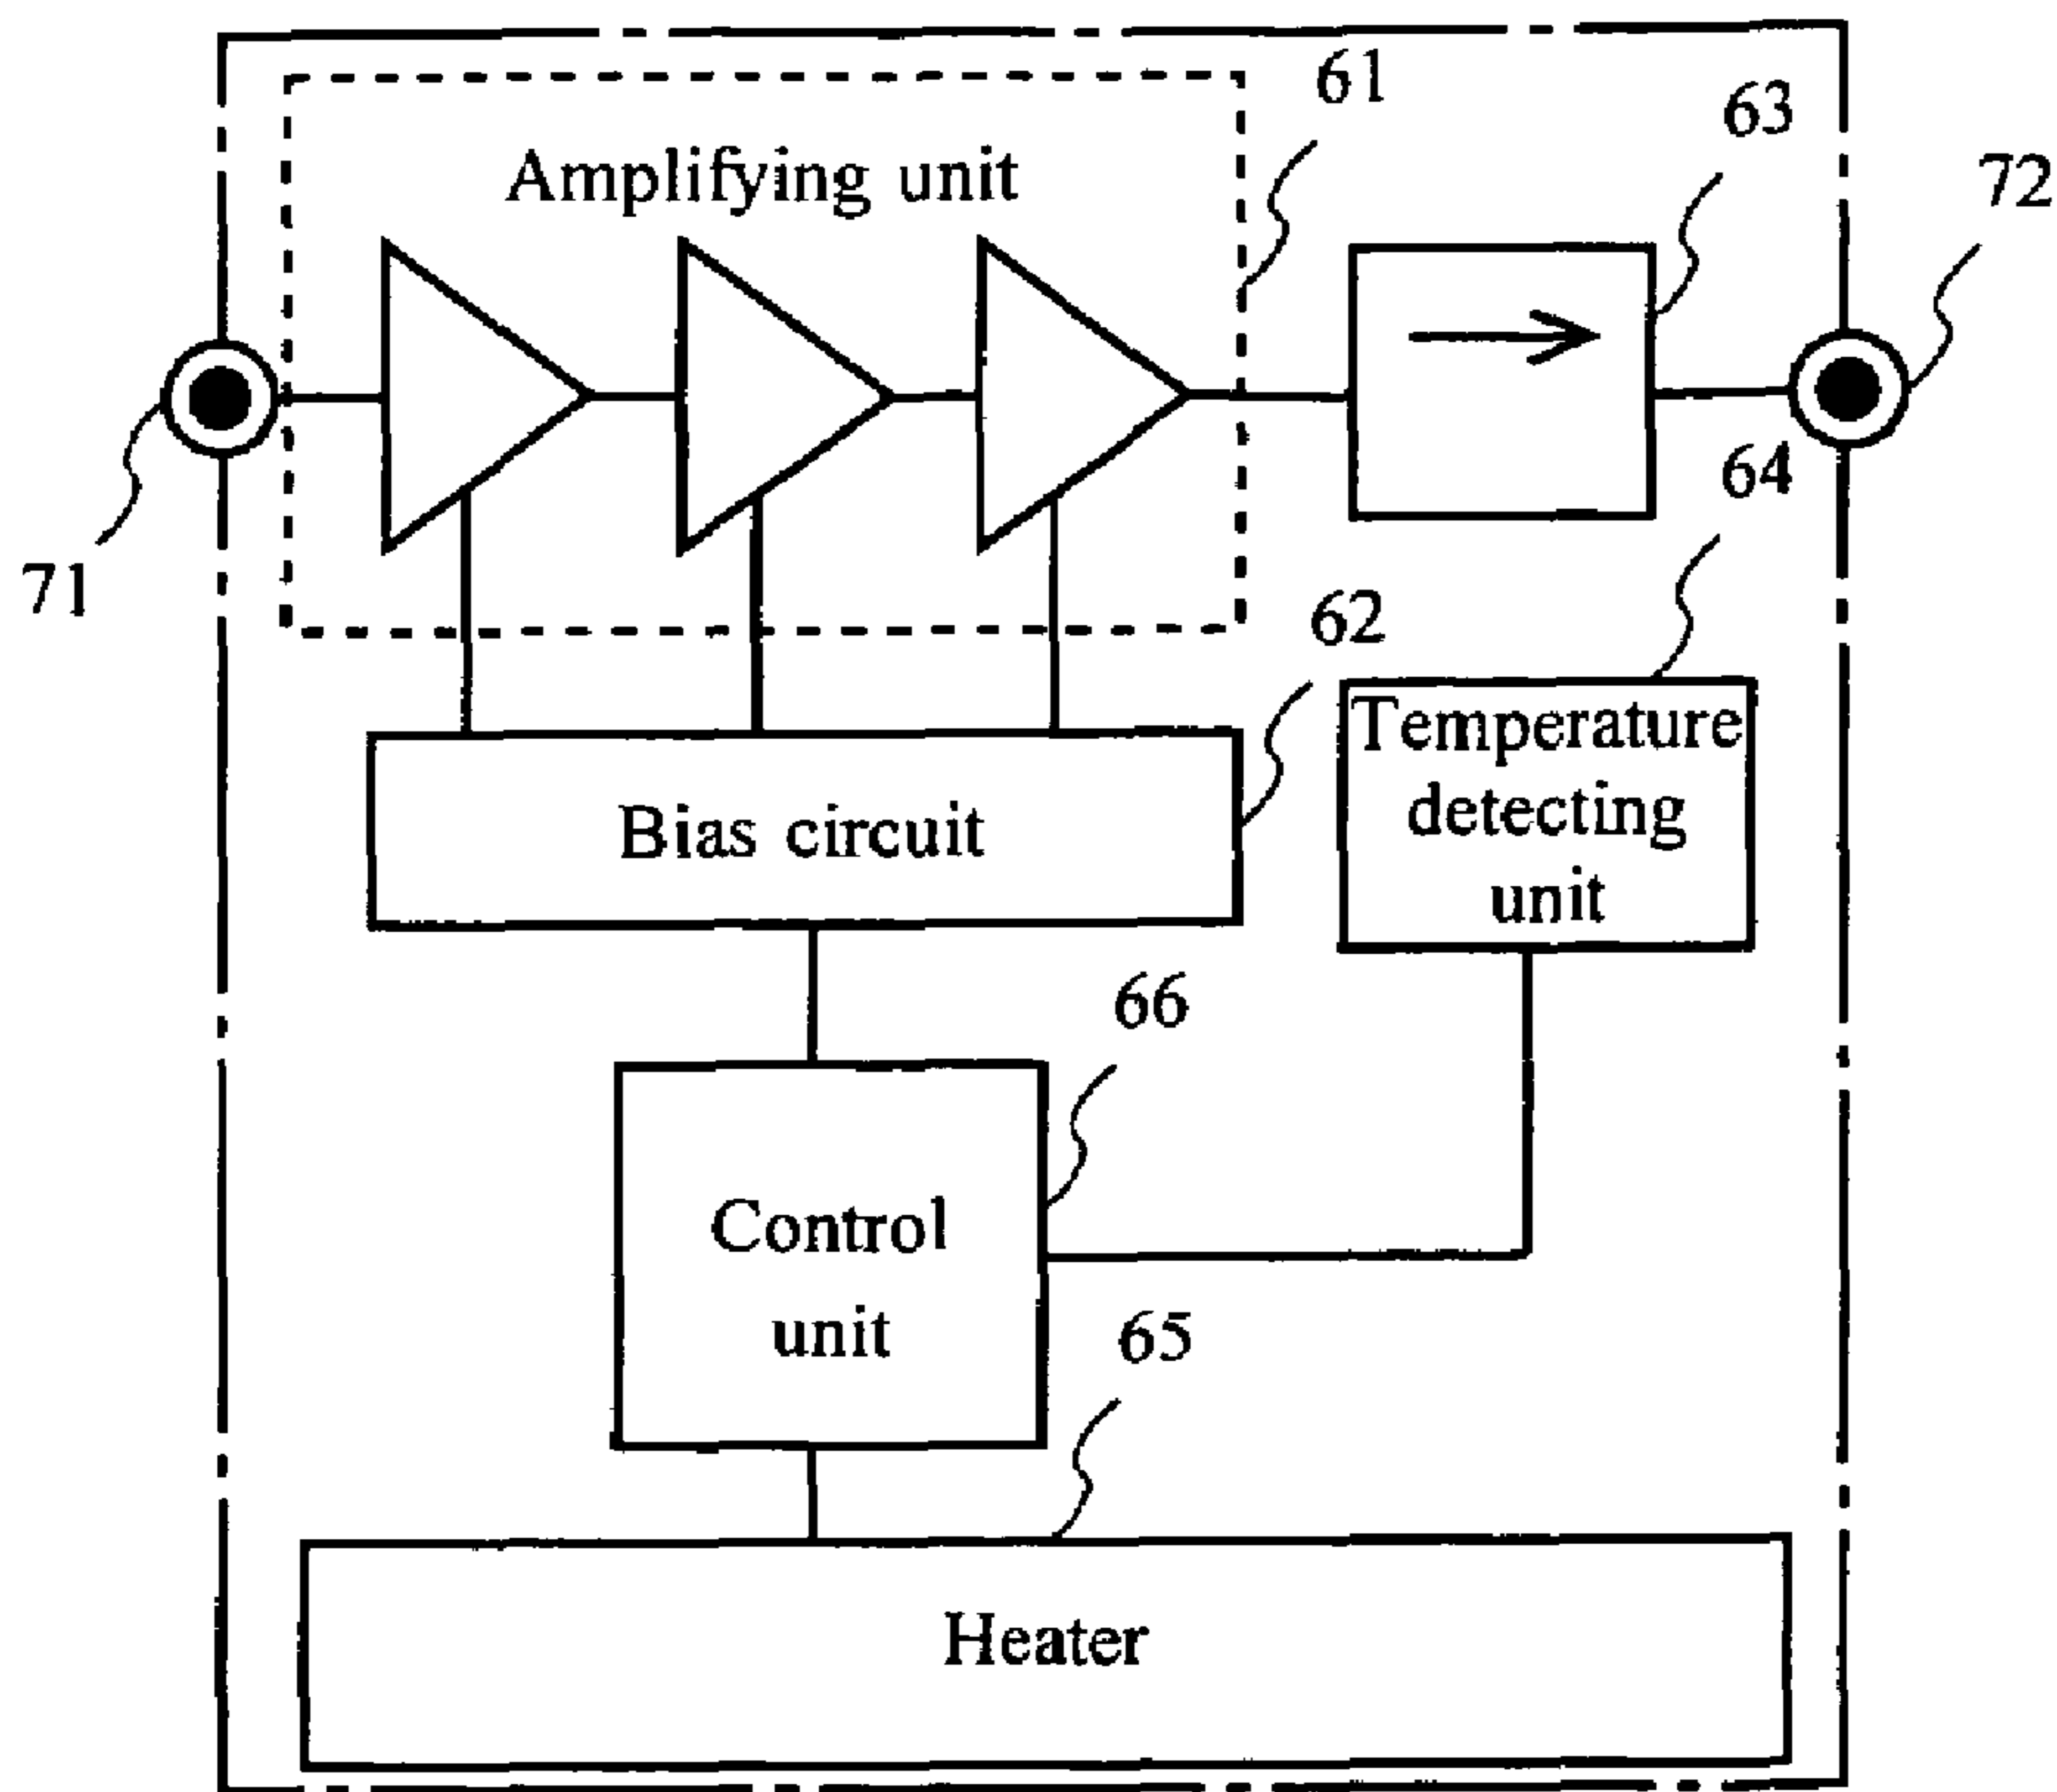 61
63
72
Amplifying unit
71
64
62
Temperature
detecting
unit
Bias circuit
66
Control
unit
65
Heater